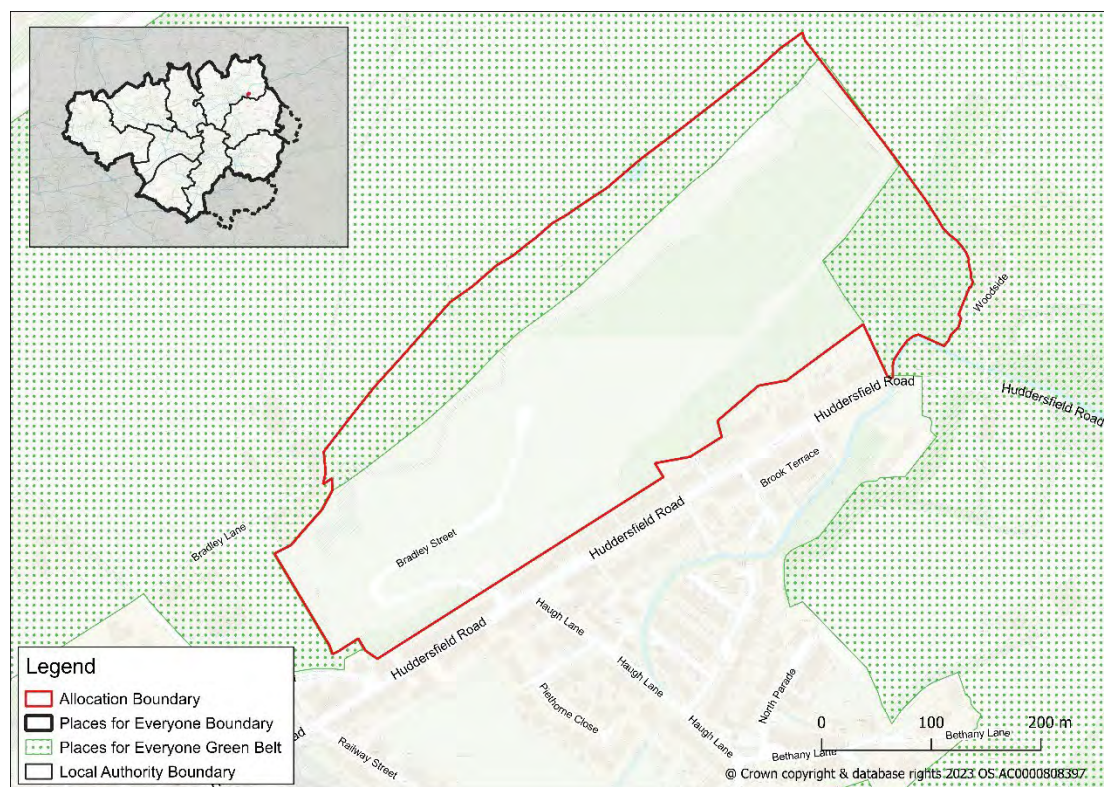 Woodside
Huddersfield Road
Huddersfield Road
Brook Terrace
Bradley Lane
Bradley Street
Huddersfield Road
Haugh Lane
Huddersfield Road
Haugh Lane
North Parade
Piethorne Close
Haugh Lane
Railway Street
Bethany Lane
Bethany Lane
Legend
Allocation Boundary
Places for Everyone Boundary
Places for Everyone Green Belt
Local Authority Boundary
0 100 200 m
@ Crown copyright & database rights 2023 OS AC0000808397